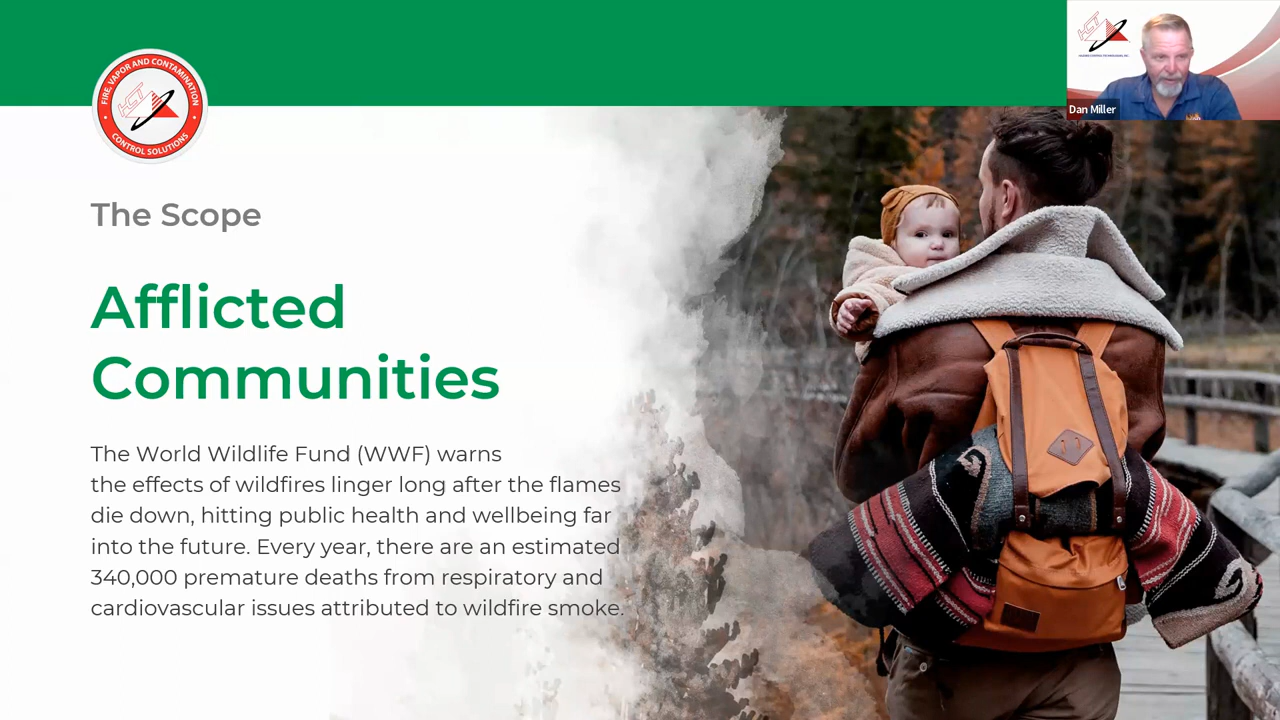 FIRE, VAPOR AND CONTAMINATION
HCT
CONTROL SOLUTIONS
HCT
Dan Miller
The Scope
Afflicted
Communities
The World Wildlife Fund (WWF) warns
the effects of wildfires linger long after the flames
die down, hitting public health and wellbeing far
into the future. Every year, there are an estimated
340,000 premature deaths from respiratory and
cardiovascular issues attributed to wildfire smoke.